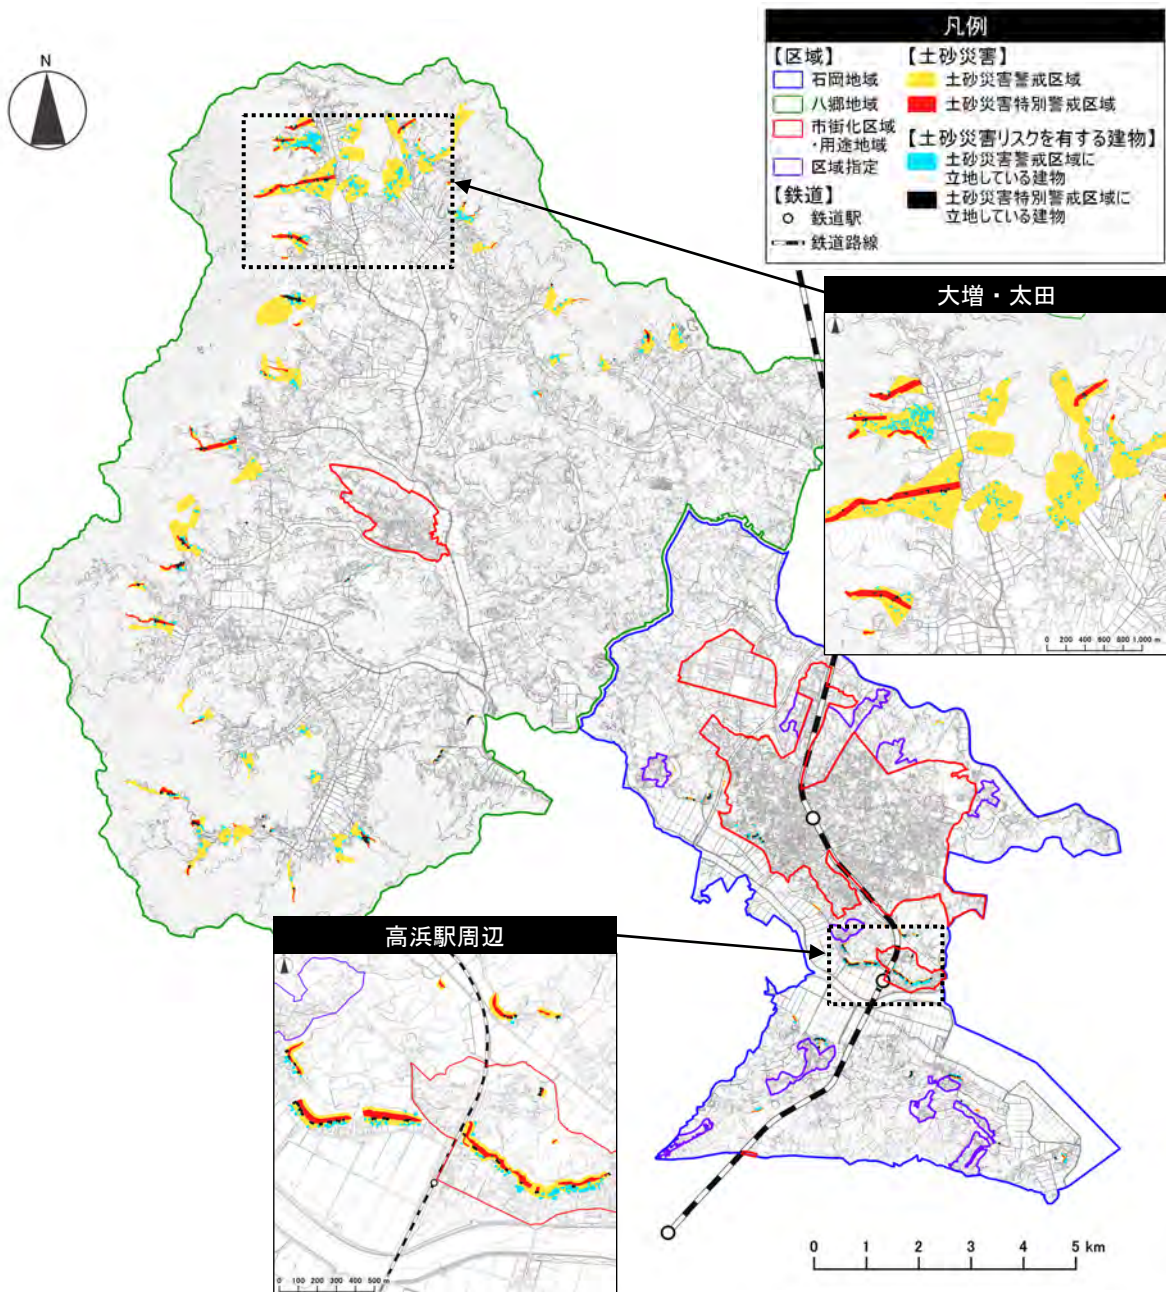 N
凡例
【区域】
石岡地域
八郷地域
市街化区域
・用途地域
区域指定
【鉄道】
鉄道駅
鉄道路線
【土砂災害】
土砂災害警戒区域
土砂災害特別警戒区域
【土砂災害リスクを有する建物】
土砂災害警戒区域に
立地している建物
土砂災害特別警戒区域に
立地している建物
大増・太田
0 200 400 600 800 1,000 m
高浜駅周辺
0 100 200 300 400 500 m
0 1 2 3 4 5 km